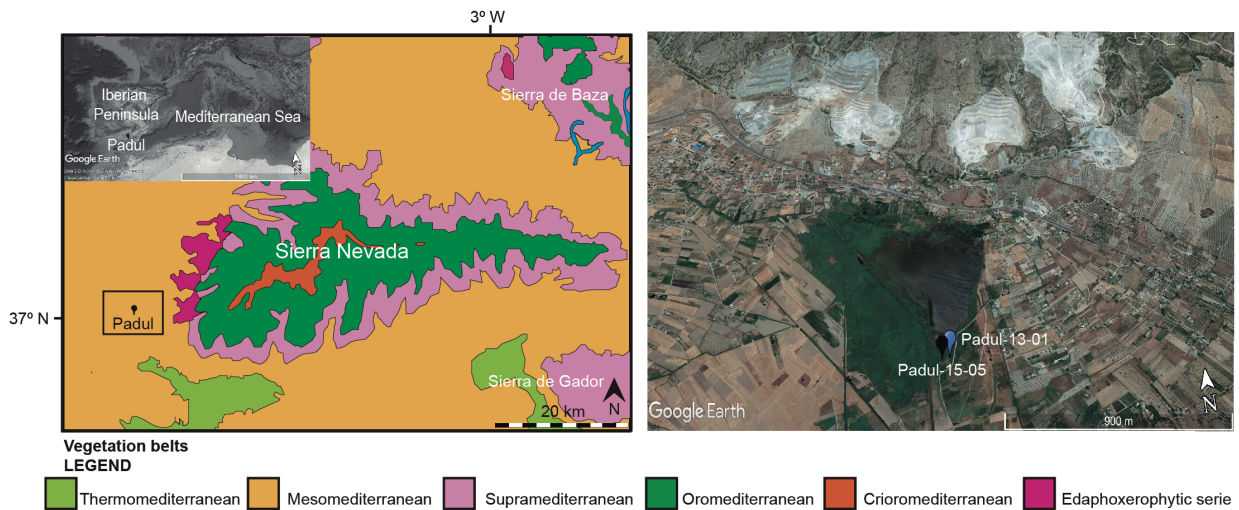 3º W
Iberian
Peninsula
Mediterranean Sea
Padul
Google Earth
1800 km
N
Sierra de Baza
Sierra Nevada
37º N
Padul
Sierra de Gador
N
20 km
Padul-13-01
Padul-15-05
Google Earth
N
900 m
Vegetation belts
LEGEND
Thermomediterranean
Mesomediterranean
Supramediterranean
Oromediterranean
Crioromediterranean
Edaphoxerophytic serie